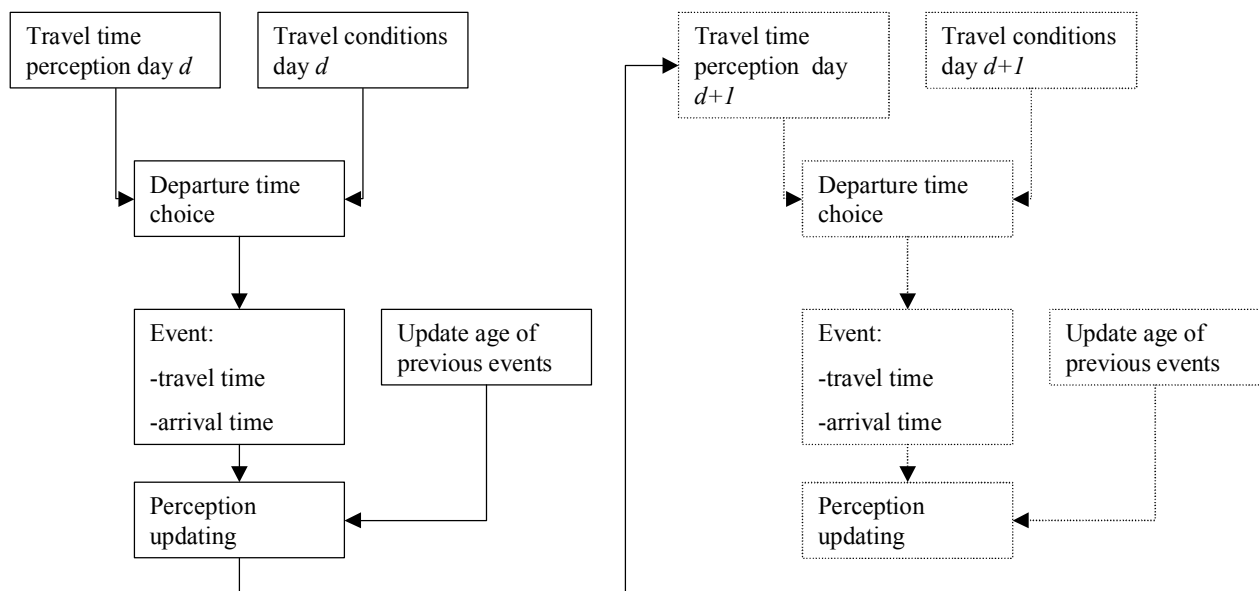 Travel time
perception day d
Travel conditions
day d
Departure time
choice
Event:
-travel time
-arrival time
Update age of
previous events
Perception
updating
Travel time
perception  day
d+1
Travel conditions
day d+1
Departure time
choice
Event:
-travel time
-arrival time
Update age of
previous events
Perception
updating